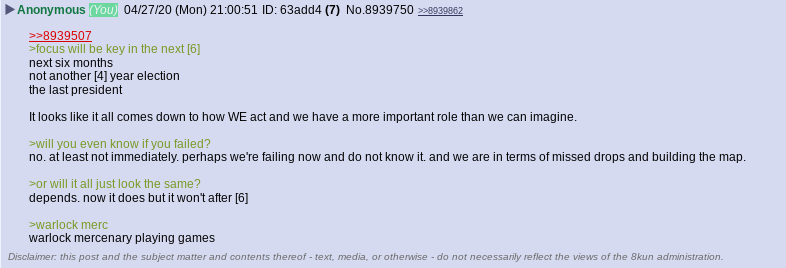 ▶Anonymous (You) 04/27/20 (Mon) 21:00:51 ID: 63add4 (7) No.8939750 >>8939862
>>8939507
>focus will be key in the next [6]
next six months
not another [4] year election
the last president
It looks like it all comes down to how WE act and we have a more important role than we can imagine.
>will you even know if you failed?
no. at least not immediately. perhaps we're failing now and do not know it. and we are in terms of missed drops and building the map.
>or will it all just look the same?
depends. now it does but it won't after [6]
>warlock merc
warlock mercenary playing games
Disclaimer: this post and the subject matter and contents thereof - text, media, or otherwise - do not necessarily reflect the views of the 8kun administration.